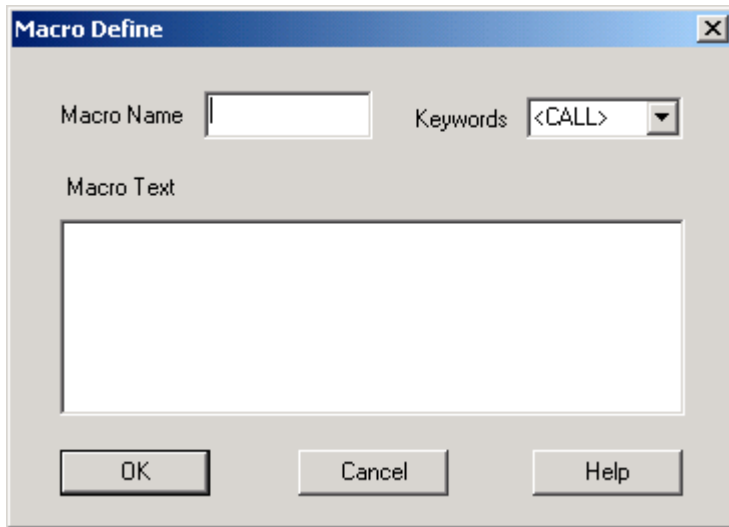 Macro Define
Macro Name Keywords <CALL>
Macro Text
OK Cancel Help